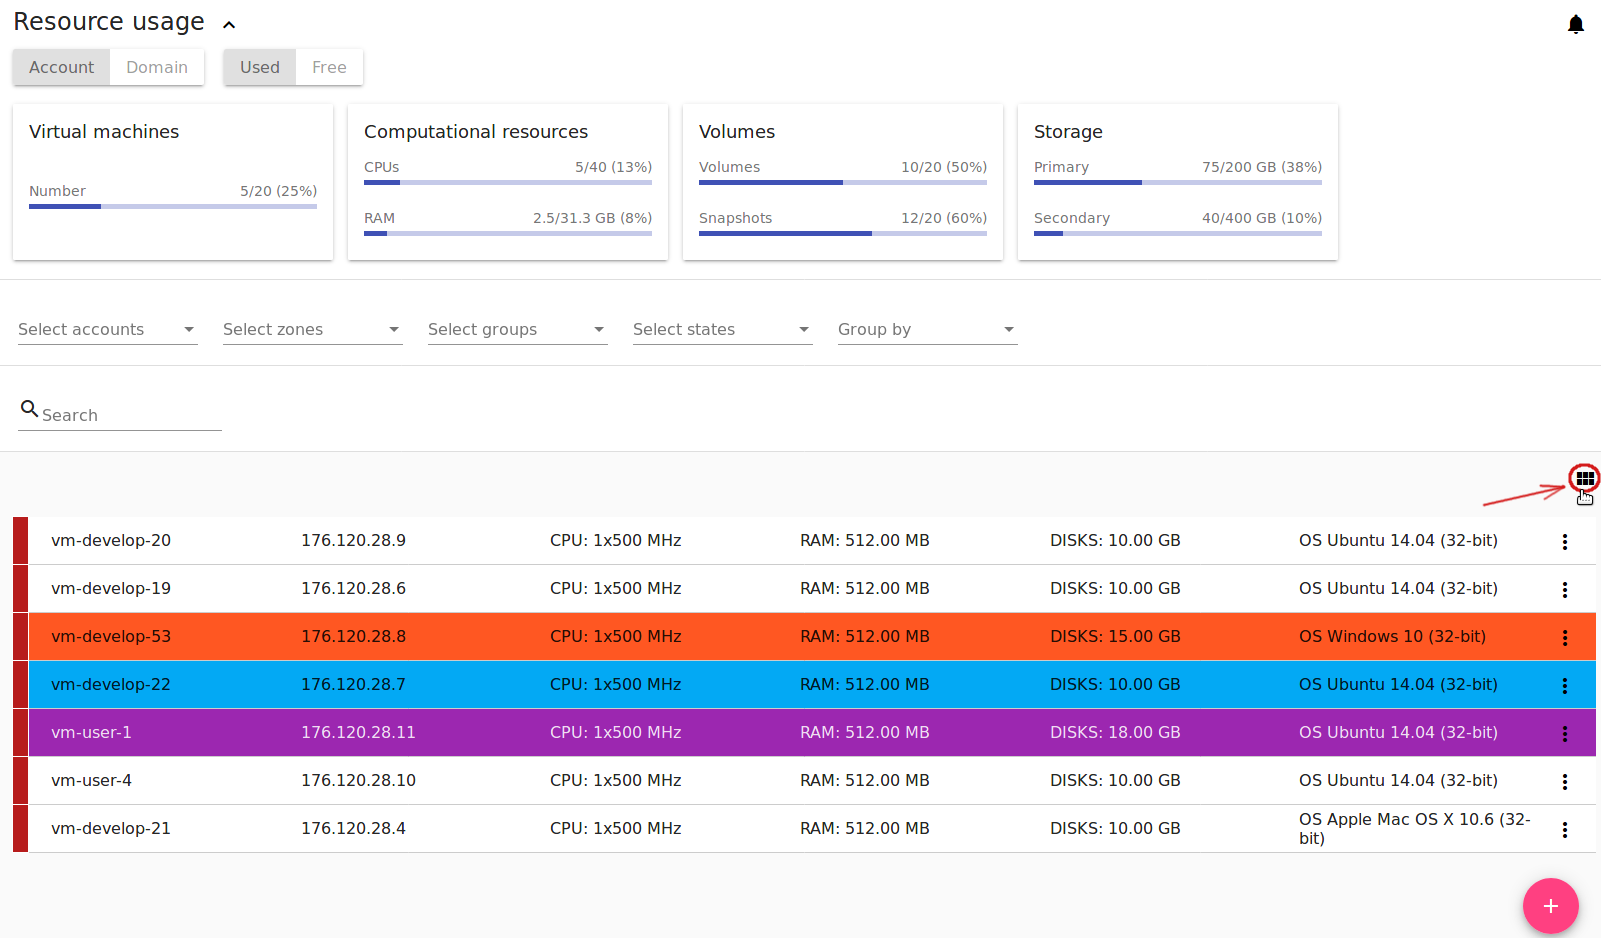 Resource usage
Account Domain Used Free
Virtual machines
Number 5/20 (25%)
Computational resources
CPUs 5/40 (13%)
RAM 2.5/31.3 GB (8%)
Volumes
Volumes 10/20 (50%)
Snapshots 12/20 (60%)
Storage
Primary 75/200 GB (38%)
Secondary 40/400 GB (10%)
Select accounts Select zones Select groups Select states Group by
Search
vm-develop-20 176.120.28.9 CPU: 1x500 MHz RAM: 512.00 MB DISKS: 10.00 GB OS Ubuntu 14.04 (32-bit)
vm-develop-19 176.120.28.6 CPU: 1x500 MHz RAM: 512.00 MB DISKS: 10.00 GB OS Ubuntu 14.04 (32-bit)
vm-develop-53 176.120.28.8 CPU: 1x500 MHz RAM: 512.00 MB DISKS: 15.00 GB OS Windows 10 (32-bit)
vm-develop-22 176.120.28.7 CPU: 1x500 MHz RAM: 512.00 MB DISKS: 10.00 GB OS Ubuntu 14.04 (32-bit)
vm-user-1 176.120.28.11 CPU: 1x500 MHz RAM: 512.00 MB DISKS: 18.00 GB OS Ubuntu 14.04 (32-bit)
vm-user-4 176.120.28.10 CPU: 1x500 MHz RAM: 512.00 MB DISKS: 10.00 GB OS Ubuntu 14.04 (32-bit)
vm-develop-21 176.120.28.4 CPU: 1x500 MHz RAM: 512.00 MB DISKS: 10.00 GB OS Apple Mac OS X 10.6 (32-
bit)